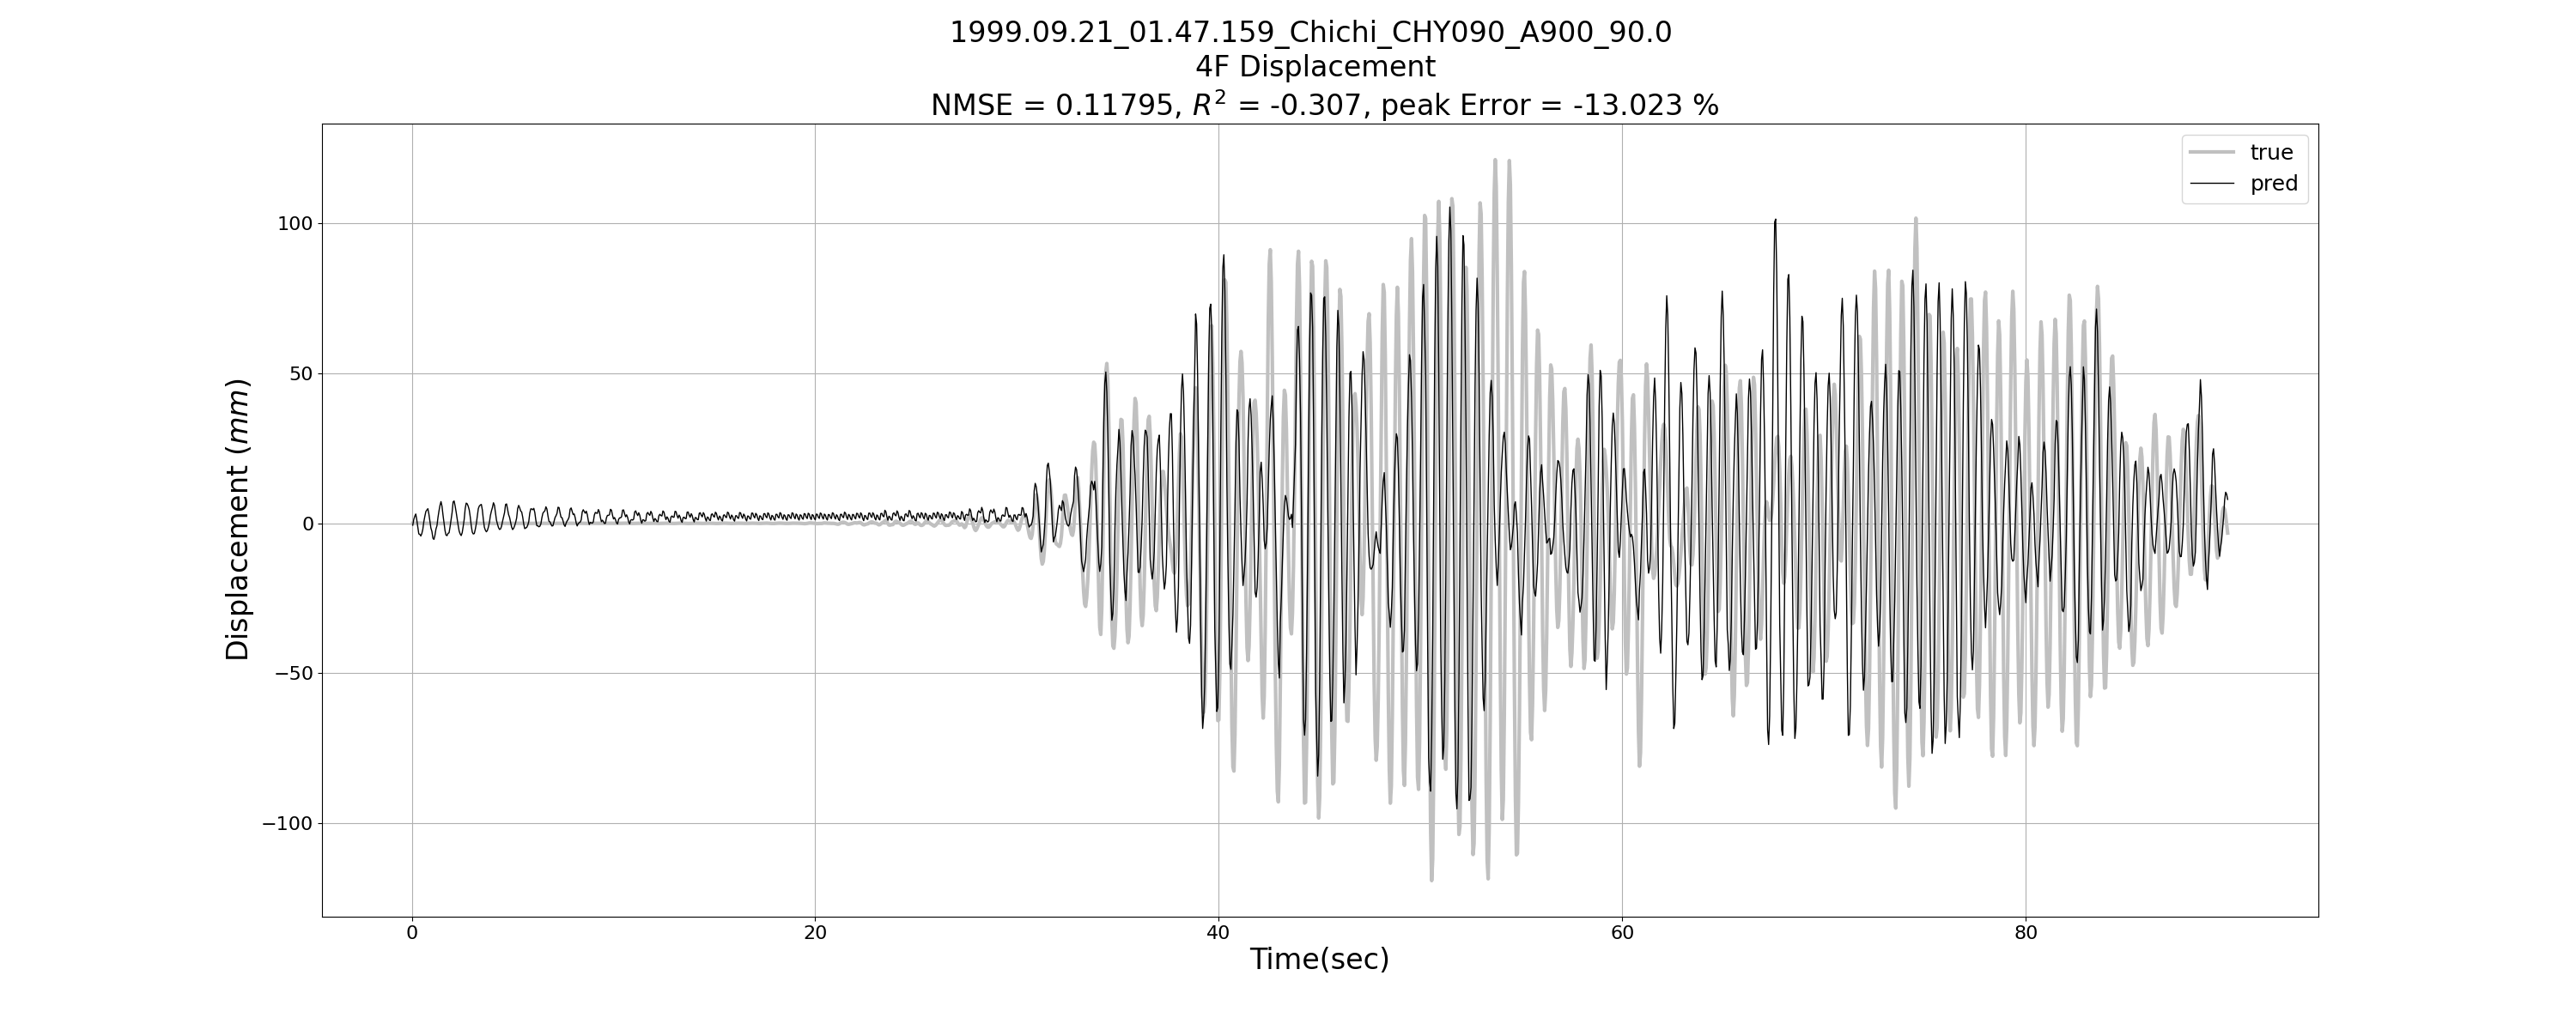 1999.09.21_01.47.159_Chichi_CHY090_A900_90.0
4F Displacement
NMSE = 0.11795, R² = -0.307, peak Error = -13.023 %
true
pred
Displacement (mm)
100
50
0
−50
−100
0 20 40 60 80
Time(sec)